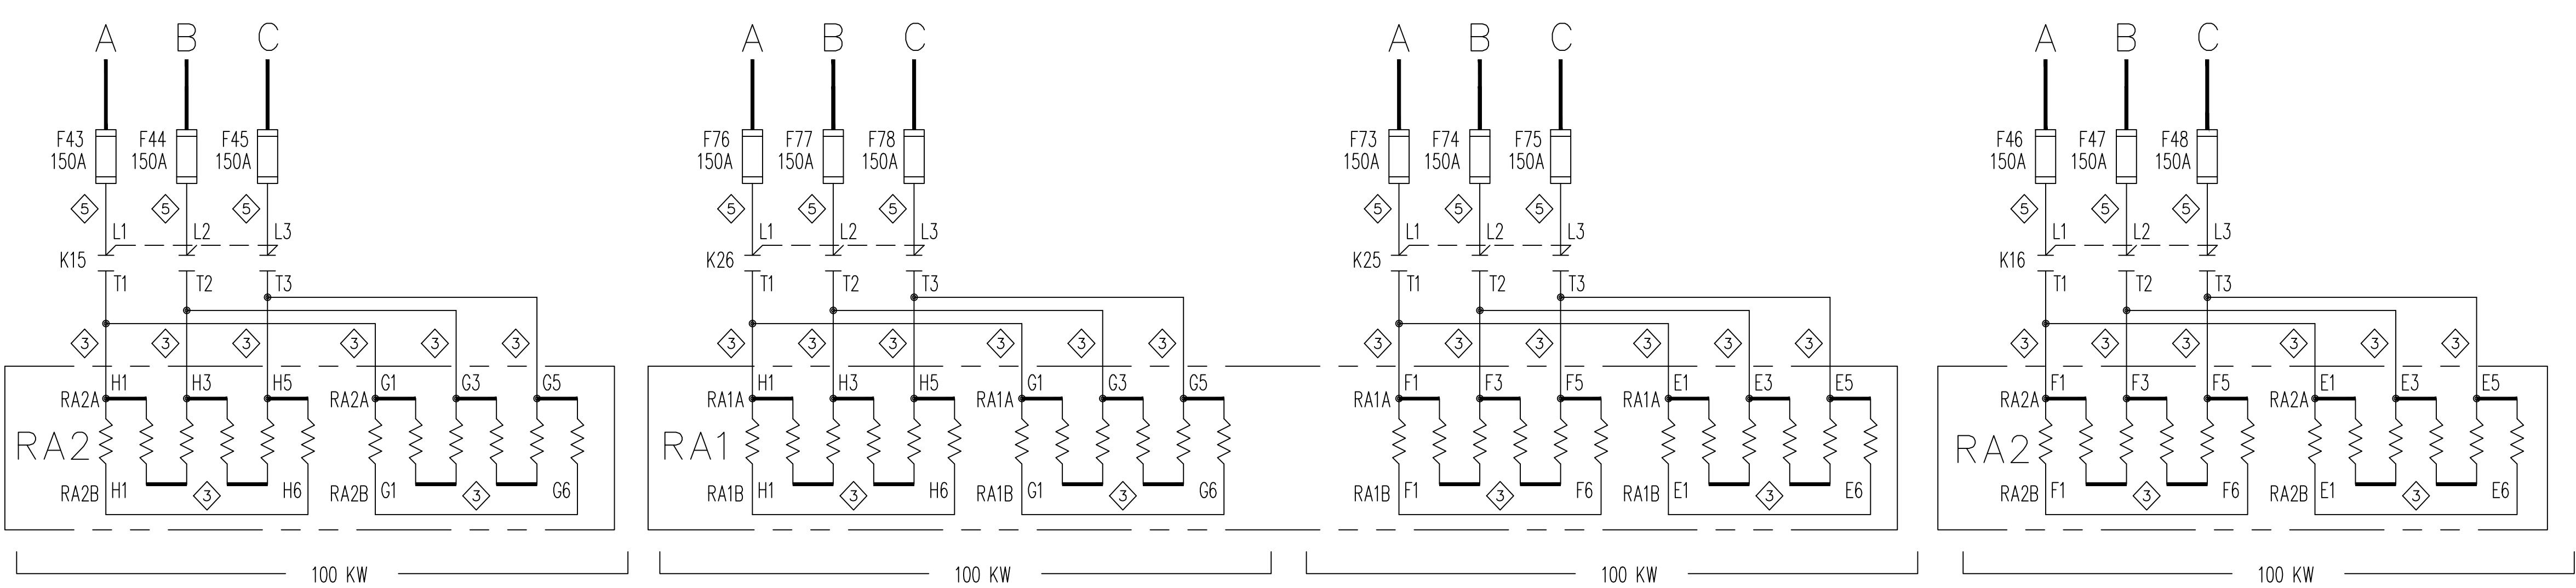 A B C A B C A B C A B C
F43 F44 F45 F76 F77 F78 F73 F74 F75 F46 F47 F48
150A 150A 150A 150A 150A 150A 150A 150A 150A 150A 150A 150A
5 5 5 5 5 5 5 5 5 5 5 5
L1 L2 L3 L1 L2 L3 L1 L2 L3 L1 L2 L3
K15 K26 K25 K16
T1 T2 T3 T1 T2 T3 T1 T2 T3 T1 T2 T3
3 3 3 3 3 3 3 3 3 3 3 3 3 3 3 3 3 3 3 3 3 3 3 3
H1 H3 H5 G1 G3 G5 H1 H3 H5 G1 G3 G5 F1 F3 F5 E1 E3 E5 F1 F3 F5 E1 E3 E5
RA2A RA2A RA1A RA1A RA1A RA1A RA2A RA2A
RA2 RA1 RA2
RA2B H1 3 H6 RA2B G1 3 G6 RA1B H1 3 H6 RA1B G1 3 G6 RA1B F1 3 F6 RA1B E1 3 E6 RA2B F1 3 F6 RA2B E1 3 E6
100 KW 100 KW 100 KW 100 KW